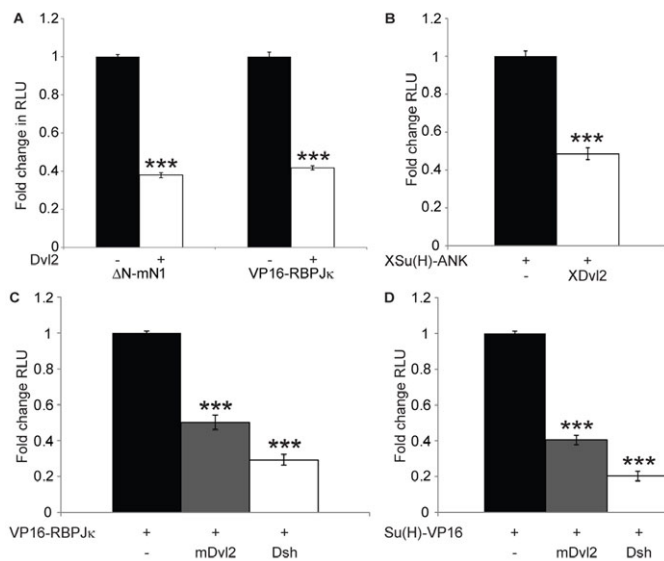 A
Fold change in RLU
1.2
1
0.8
0.6
0.4
0.2
0
***
***
Dvl2 - + - +
ΔN-mN1 VP16-RBPJκ
B
Fold change RLU
1.2
1
0.8
0.6
0.4
0.2
0
***
XSu(H)-ANK + +
- XDvl2
C
Fold change RLU
1.2
1
0.8
0.6
0.4
0.2
0
***
***
VP16-RBPJκ + + +
- mDvl2 Dsh
D
Fold change RLU
1.2
1
0.8
0.6
0.4
0.2
0
***
***
Su(H)-VP16 + + +
- mDvl2 Dsh